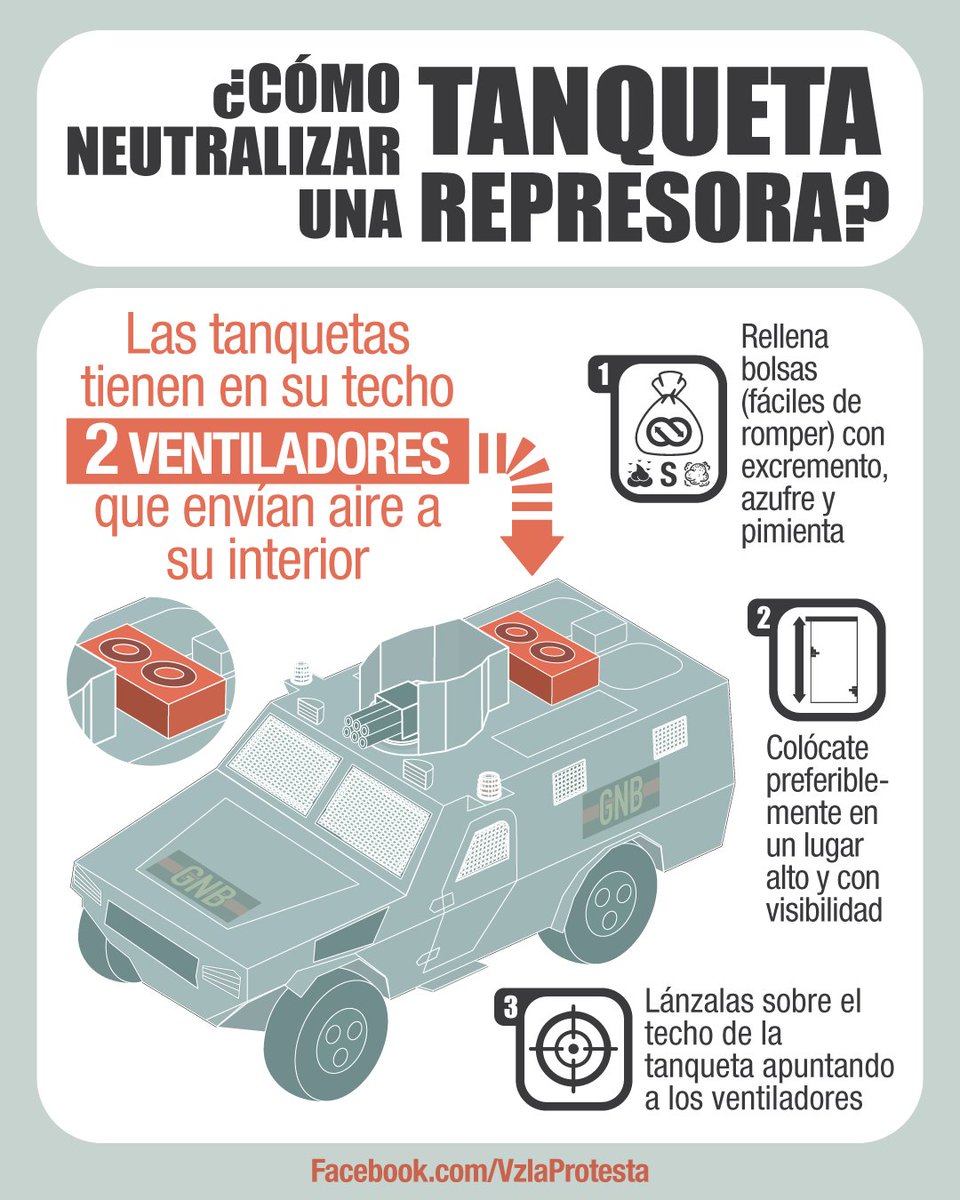 ¿CÓMO
NEUTRALIZAR
UNA
TANQUETA
REPRESORA?
Las tanquetas
tienen en su techo
2 VENTILADORES
que envían aire a
su interior
1
S
Rellena
bolsas
(fáciles de
romper) con
excremento,
azufre y
pimienta
2
Colócate
preferible-
mente en
un lugar
alto y con
visibilidad
GNB
GNB
3
Lánzalas sobre el
techo de la
tanqueta apuntando
a los ventiladores
Facebook.com/VzlaProtesta